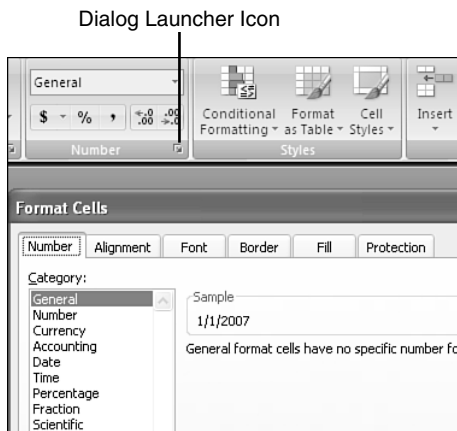 Dialog Launcher Icon
General
$ % , .0 .00 .00 .0
Conditional Formatting Format as Table Cell Styles Insert
Number Styles
Format Cells
Number Alignment Font Border Fill Protection
Category:
General
Number
Currency
Accounting
Date
Time
Percentage
Fraction
Scientific
Sample
1/1/2007
General format cells have no specific number